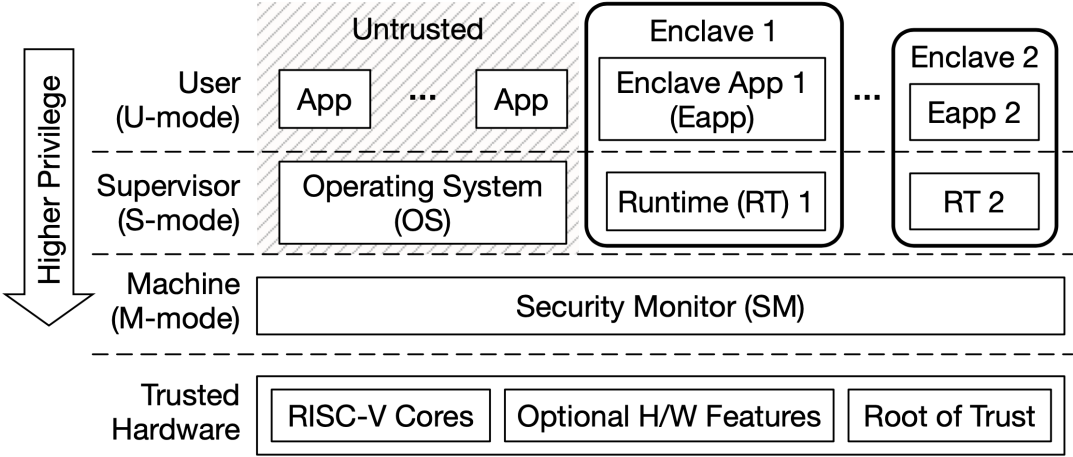 Higher Privilege
Untrusted
Enclave 1
Enclave 2
User
(U-mode)
App
...
App
Enclave App 1
(Eapp)
...
Eapp 2
Supervisor
(S-mode)
Operating System
(OS)
Runtime (RT) 1
RT 2
Machine
(M-mode)
Security Monitor (SM)
Trusted
Hardware
RISC-V Cores
Optional H/W Features
Root of Trust